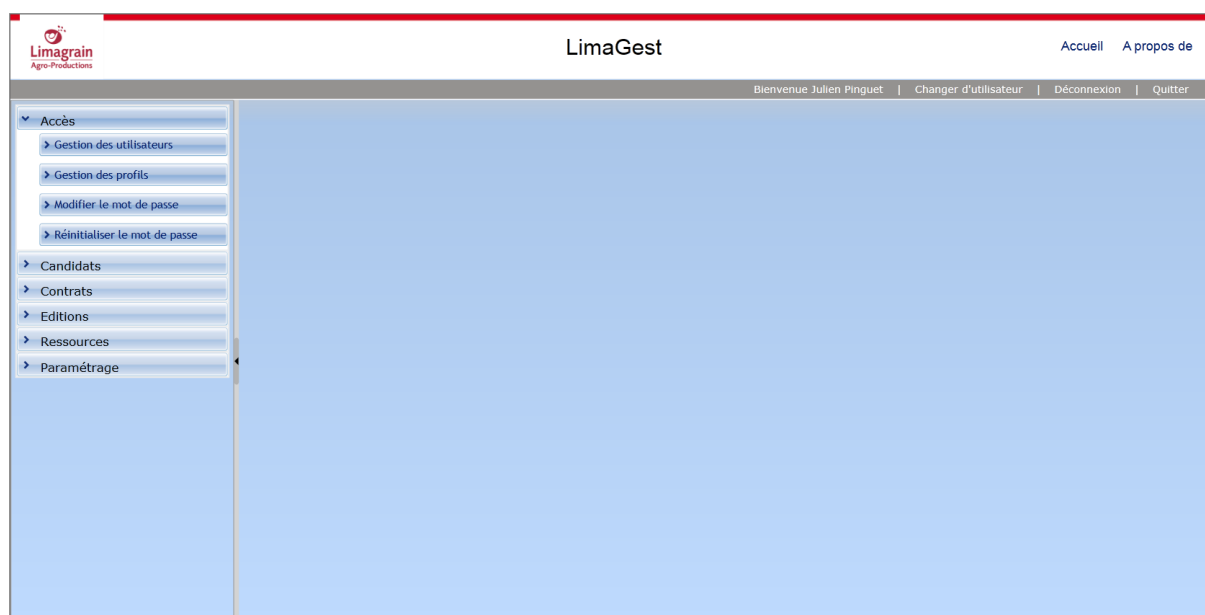 Limagrain
Agro-Productions
LimaGest
Accueil A propos de
Bienvenue Julien Pinguet | Changer d'utilisateur | Déconnexion | Quitter
Accès
Gestion des utilisateurs
Gestion des profils
Modifier le mot de passe
Réinitialiser le mot de passe
Candidats
Contrats
Editions
Ressources
Paramétrage